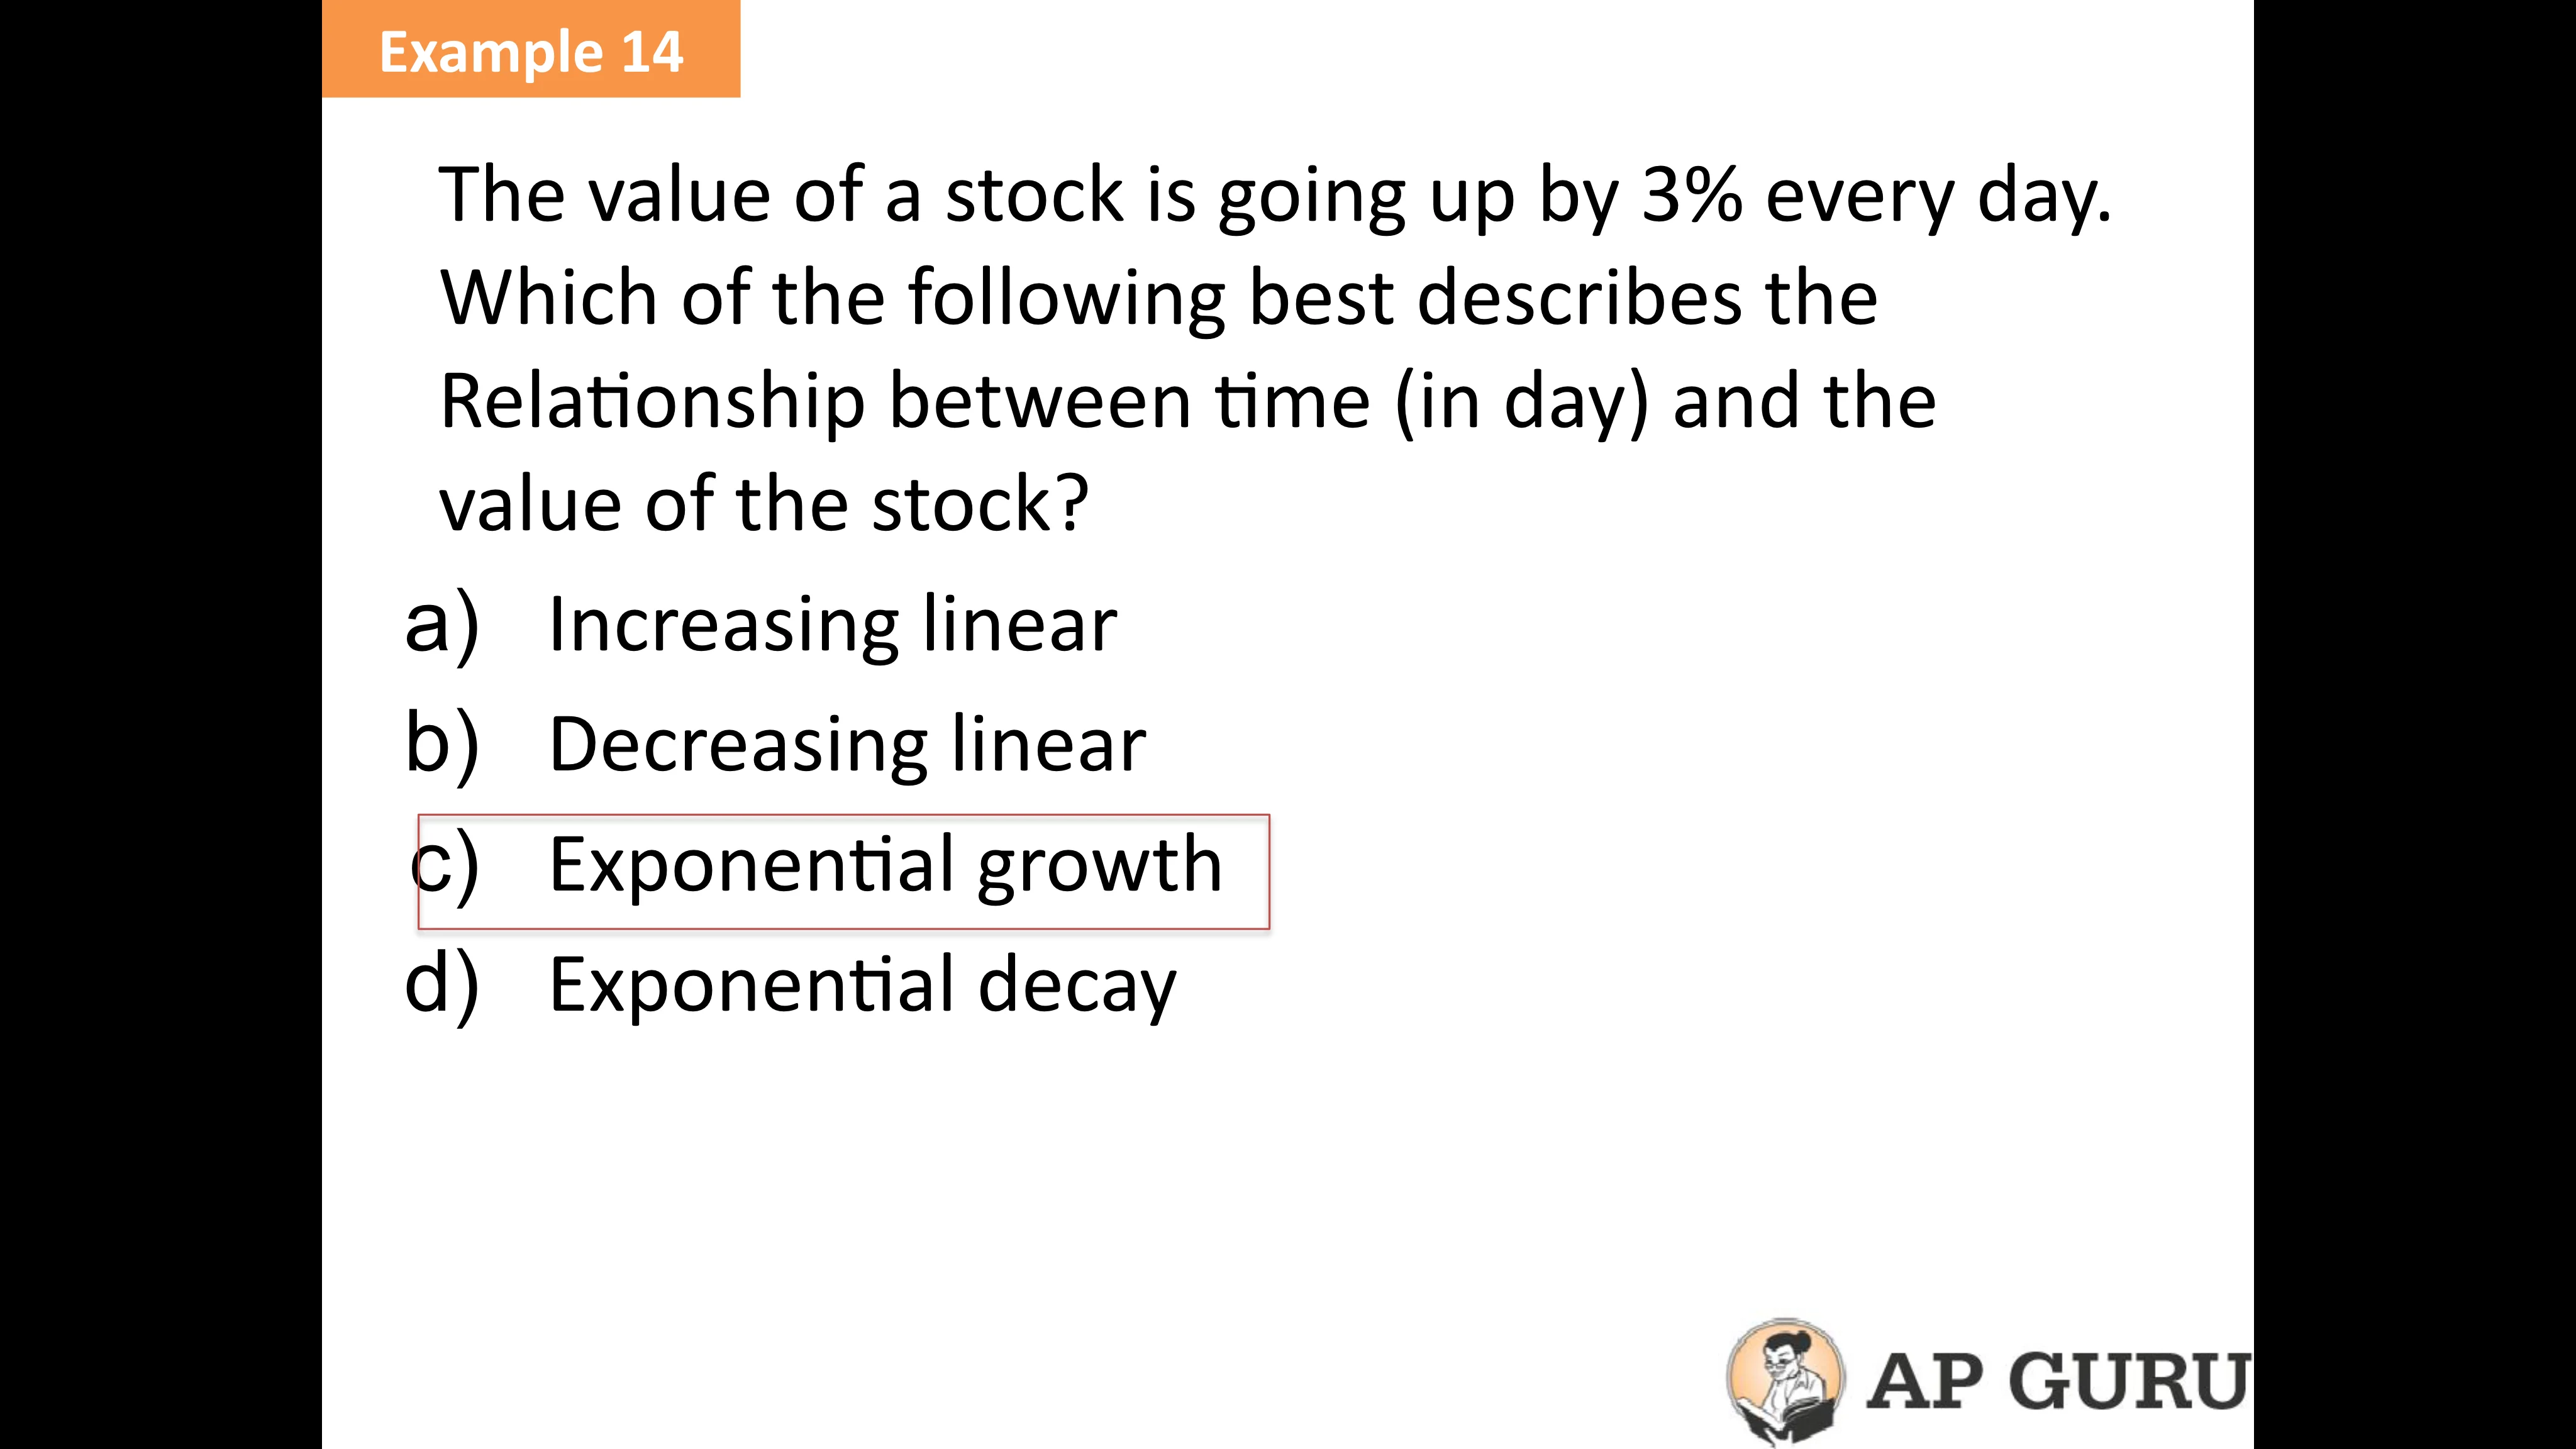 Example 14
The value of a stock is going up by 3% every day.
Which of the following best describes the
Relationship between time (in day) and the
value of the stock?
a) Increasing linear
b) Decreasing linear
c) Exponential growth
d) Exponential decay
AP GURU